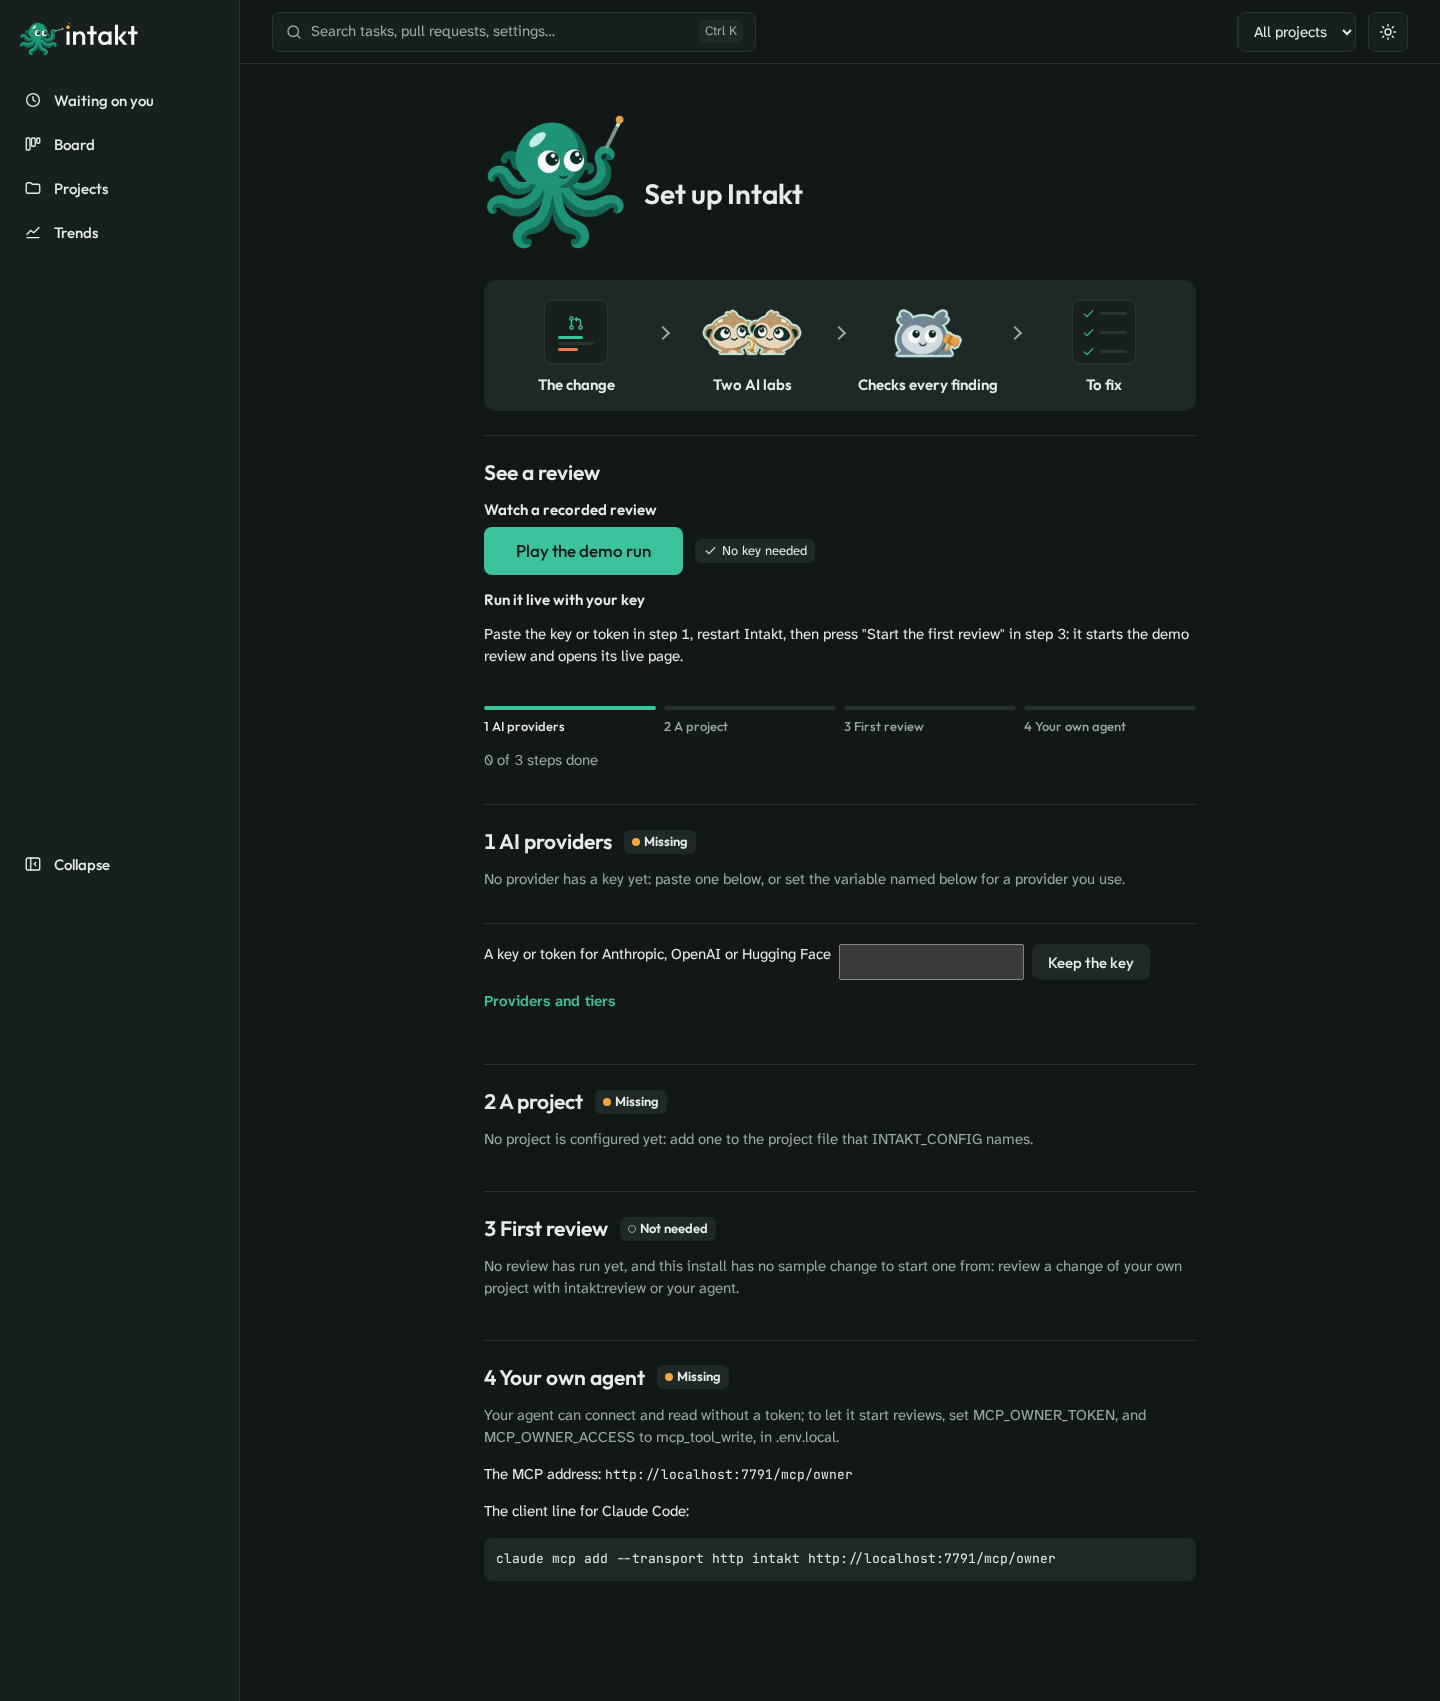 intakt
Search tasks, pull requests, settings...
Ctrl K
All projects
Waiting on you
Board
Projects
Trends
Collapse
Set up Intakt
The change
Two AI labs
Checks every finding
To fix
See a review
Watch a recorded review
Play the demo run
No key needed
Run it live with your key
Paste the key or token in step 1, restart Intakt, then press "Start the first review" in step 3: it starts the demo
review and opens its live page.
1 AI providers
2 A project
3 First review
4 Your own agent
0 of 3 steps done
1 AI providers
Missing
No provider has a key yet: paste one below, or set the variable named below for a provider you use.
A key or token for Anthropic, OpenAI or Hugging Face
Keep the key
Providers and tiers
2 A project
Missing
No project is configured yet: add one to the project file that INTAKT_CONFIG names.
3 First review
Not needed
No review has run yet, and this install has no sample change to start one from: review a change of your own
project with intakt:review or your agent.
4 Your own agent
Missing
Your agent can connect and read without a token; to let it start reviews, set MCP_OWNER_TOKEN, and
MCP_OWNER_ACCESS to mcp_tool_write, in .env.local.
The MCP address: http://localhost:7791/mcp/owner
The client line for Claude Code:
claude mcp add --transport http intakt http://localhost:7791/mcp/owner